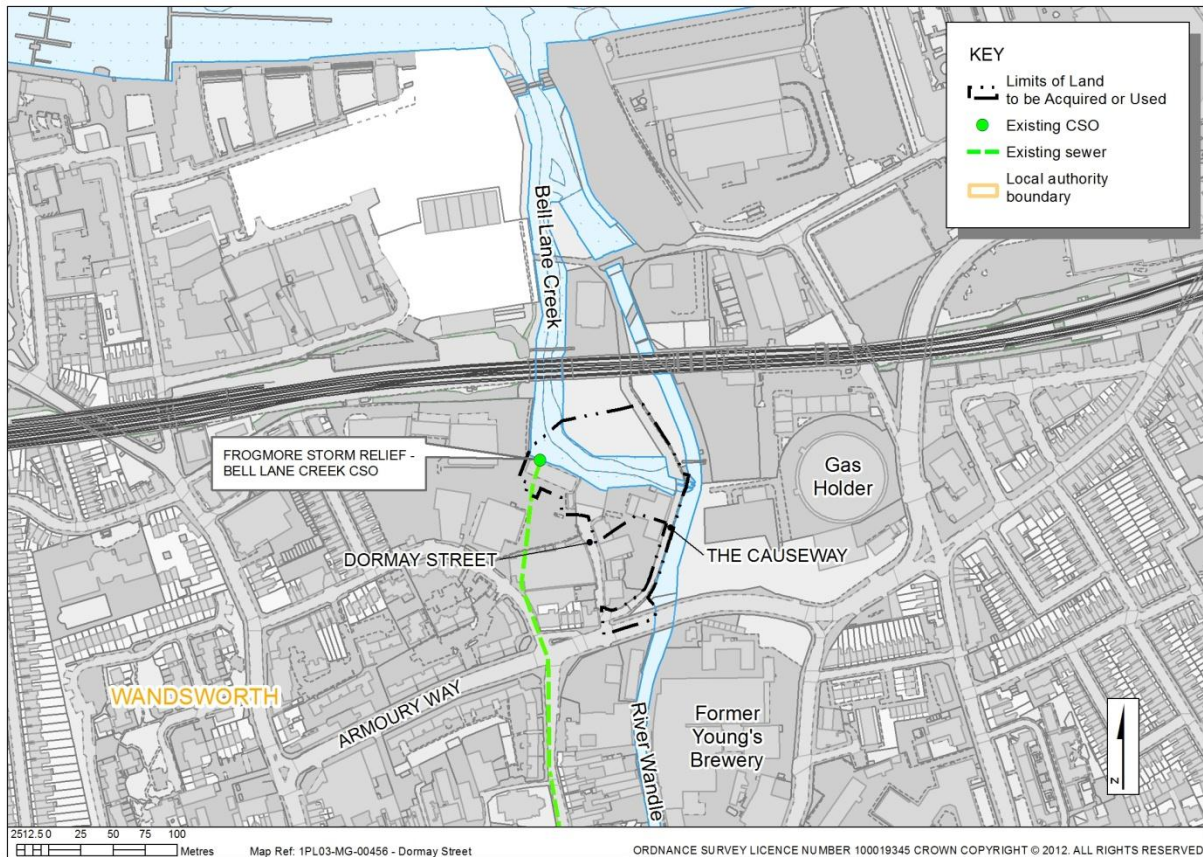 KEY
Limits of Land
to be Acquired or Used
Existing CSO
Existing sewer
Local authority
boundary
Bell Lane Creek
FROGMORE STORM RELIEF -
BELL LANE CREEK CSO
Gas
Holder
DORMAY STREET
THE CAUSEWAY
WANDSWORTH
ARMOURY WAY
River Wandle
Former
Young's
Brewery
N
25 12.5 0 25 50 75 100
Metres
Map Ref: 1PL03-MG-00456 - Dormay Street
ORDNANCE SURVEY LICENCE NUMBER 100019345 CROWN COPYRIGHT © 2012. ALL RIGHTS RESERVED